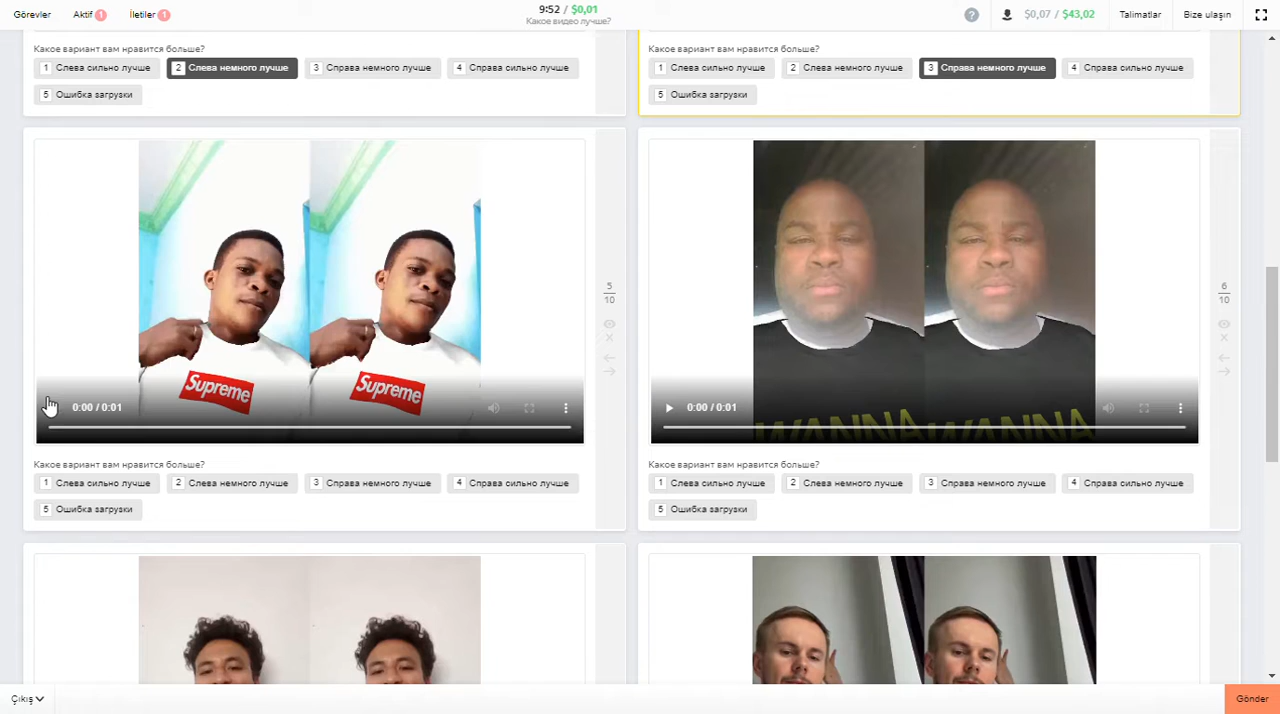 Görevler Aktif 1 İletiler 1 9:52 / $0,01 ? $0,07 / $43,02 Talimatlar Bize ulaşın
Какое видео лучше?
Какое вариант вам нравится больше?
1 Слева сильно лучше 2 Слева немного лучше 3 Справа немного лучше 4 Справа сильно лучше
5 Ошибка загрузки
Какое вариант вам нравится больше?
1 Слева сильно лучше 2 Слева немного лучше 3 Справа немного лучше 4 Справа сильно лучше
5 Ошибка загрузки
Supreme Supreme
0:00 / 0:01
5
10
Какое вариант вам нравится больше?
1 Слева сильно лучше 2 Слева немного лучше 3 Справа немного лучше 4 Справа сильно лучше
5 Ошибка загрузки
WANNA WANNA
0:00 / 0:01
6
10
Какое вариант вам нравится больше?
1 Слева сильно лучше 2 Слева немного лучше 3 Справа немного лучше 4 Справа сильно лучше
5 Ошибка загрузки
Çıkış Gönder